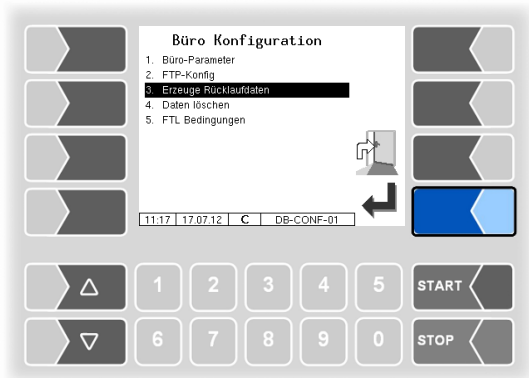 Büro Konfiguration
1. Büro-Parameter
2. FTP-Konfig
3. Erzeuge Rücklaufdaten
4. Daten löschen
5. FTL Bedingungen
11:17 17.07.12 C DB-CONF-01
1 2 3 4 5 START
6 7 8 9 0 STOP